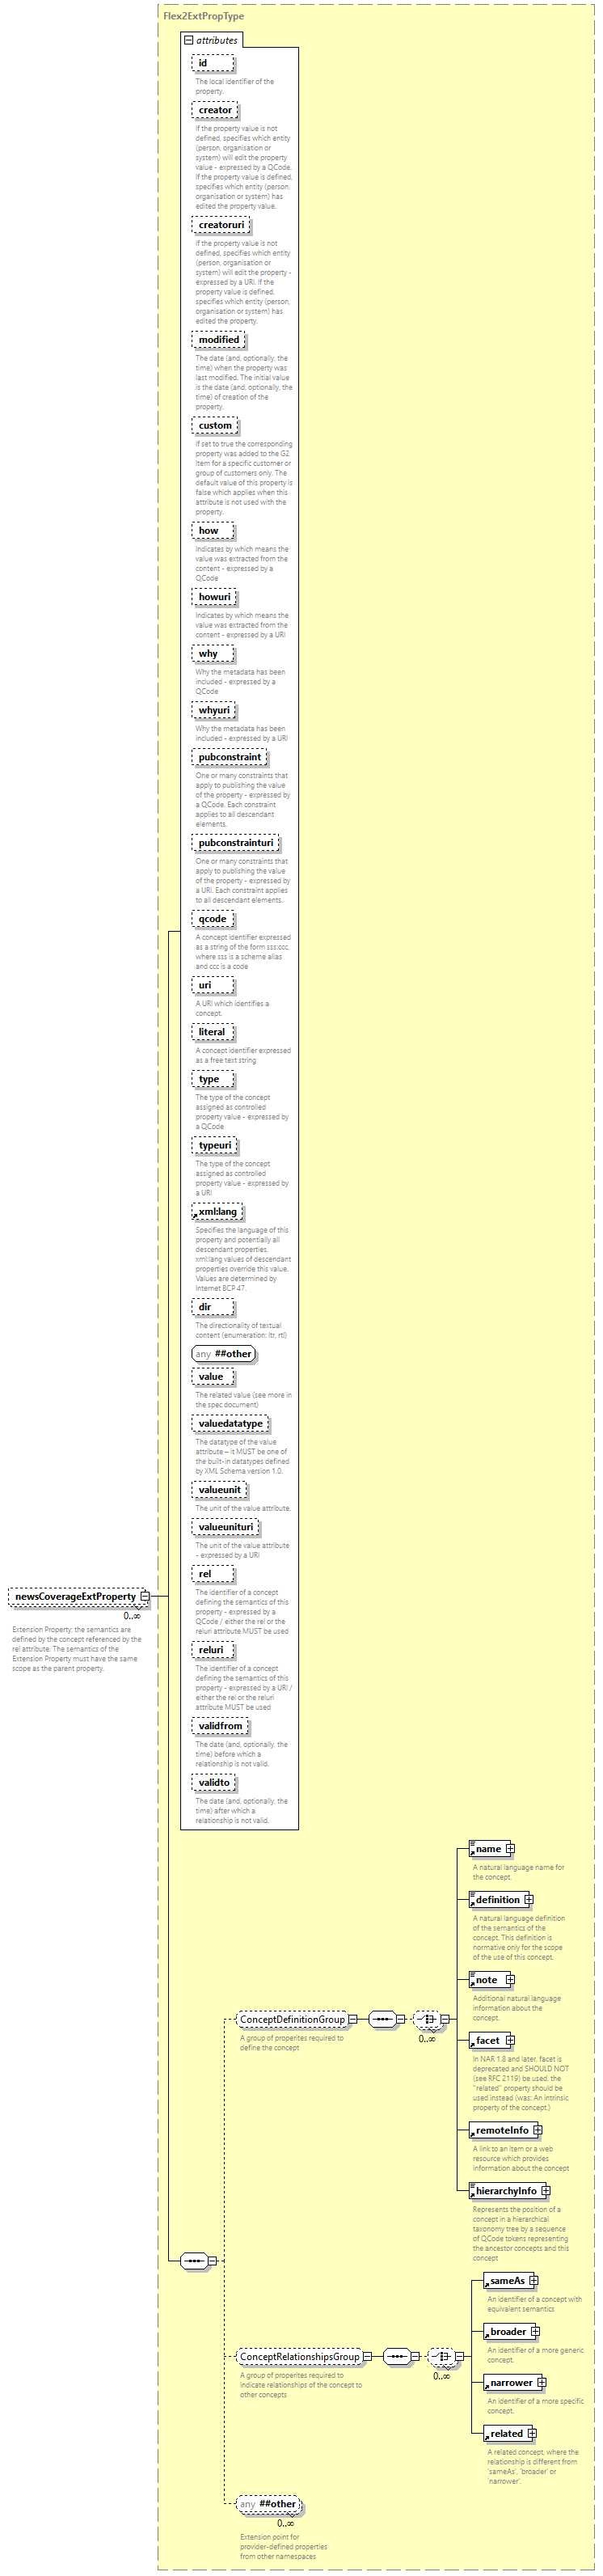 Flex2ExtPropType
attributes
id
The local identifier of the
property.
creator
If the property value is not
defined, specifies which entity
(person, organisation or
system) will edit the property
value - expressed by a QCode.
If the property value is defined,
specifies which entity (person,
organisation or system) has
edited the property value.
creatoruri
If the property value is not
defined, specifies which entity
(person, organisation or
system) will edit the property -
expressed by a URI. If the
property value is defined,
specifies which entity (person,
organisation or system) has
edited the property.
modified
The date (and, optionally, the
time) when the property was
last modified. The initial value
is the date (and, optionally, the
time) of creation of the
property.
custom
If set to true the corresponding
property was added to the G2
Item for a specific customer or
group of customers only. The
default value of this property is
false which applies when this
attribute is not used with the
property.
how
Indicates by which means the
value was extracted from the
content - expressed by a
QCode
howuri
Indicates by which means the
value was extracted from the
content - expressed by a URI
why
Why the metadata has been
included - expressed by a
QCode
whyuri
Why the metadata has been
included - expressed by a URI
pubconstraint
One or many constraints that
apply to publishing the value
of the property - expressed by
a QCode. Each constraint
applies to all descendant
elements.
pubconstrainturi
One or many constraints that
apply to publishing the value
of the property - expressed by
a URI. Each constraint applies
to all descendant elements.
qcode
A concept identifier expressed
as a string of the form sss:ccc,
where sss is a scheme alias
and ccc is a code
uri
A URI which identifies a
concept.
literal
A concept identifier expressed
as a free text string
type
The type of the concept
assigned as controlled
property value - expressed by
a QCode
typeuri
The type of the concept
assigned as controlled
property value - expressed by
a URI
xml:lang
Specifies the language of this
property and potentially all
descendant properties.
xml:lang values of descendant
properties override this value.
Values are determined by
Internet BCP 47.
dir
The directionality of textual
content (enumeration: ltr, rtl)
any ##other
value
The related value (see more in
the spec document)
valuedatatype
The datatype of the value
attribute – it MUST be one of
the built-in datatypes defined
by XML Schema version 1.0.
valueunit
The unit of the value attribute.
valueunituri
The unit of the value attribute
- expressed by a URI
rel
The identifier of a concept
defining the semantics of this
property - expressed by a
QCode / either the rel or the
reluri attribute MUST be used
reluri
The identifier of a concept
defining the semantics of this
property - expressed by a URI /
either the rel or the reluri
attribute MUST be used
validfrom
The date (and, optionally, the
time) before which a
relationship is not valid.
validto
The date (and, optionally, the
time) after which a
relationship is not valid.
newsCoverageExtProperty
0..∞
Extension Property; the semantics are
defined by the concept referenced by the
rel attribute. The semantics of the
Extension Property must have the same
scope as the parent property.
name
A natural language name for
the concept.
definition
A natural language definition
of the semantics of the
concept. This definition is
normative only for the scope
of the use of this concept.
note
Additional natural language
information about the
concept.
ConceptDefinitionGroup
0..∞
A group of properites required to
define the concept
facet
In NAR 1.8 and later, facet is
deprecated and SHOULD NOT
(see RFC 2119) be used, the
"related" property should be
used instead (was: An intrinsic
property of the concept.)
remoteInfo
A link to an item or a web
resource which provides
information about the concept
hierarchyInfo
Represents the position of a
concept in a hierarchical
taxonomy tree by a sequence
of QCode tokens representing
the ancestor concepts and this
concept
sameAs
An identifier of a concept with
equivalent semantics
broader
An identifier of a more generic
concept.
ConceptRelationshipsGroup
0..∞
A group of properites required to
indicate relationships of the concept to
other concepts
narrower
An identifier of a more specific
concept.
related
A related concept, where the
relationship is different from
'sameAs', 'broader' or
'narrower'.
any ##other
0..∞
Extension point for
provider-defined properties
from other namespaces